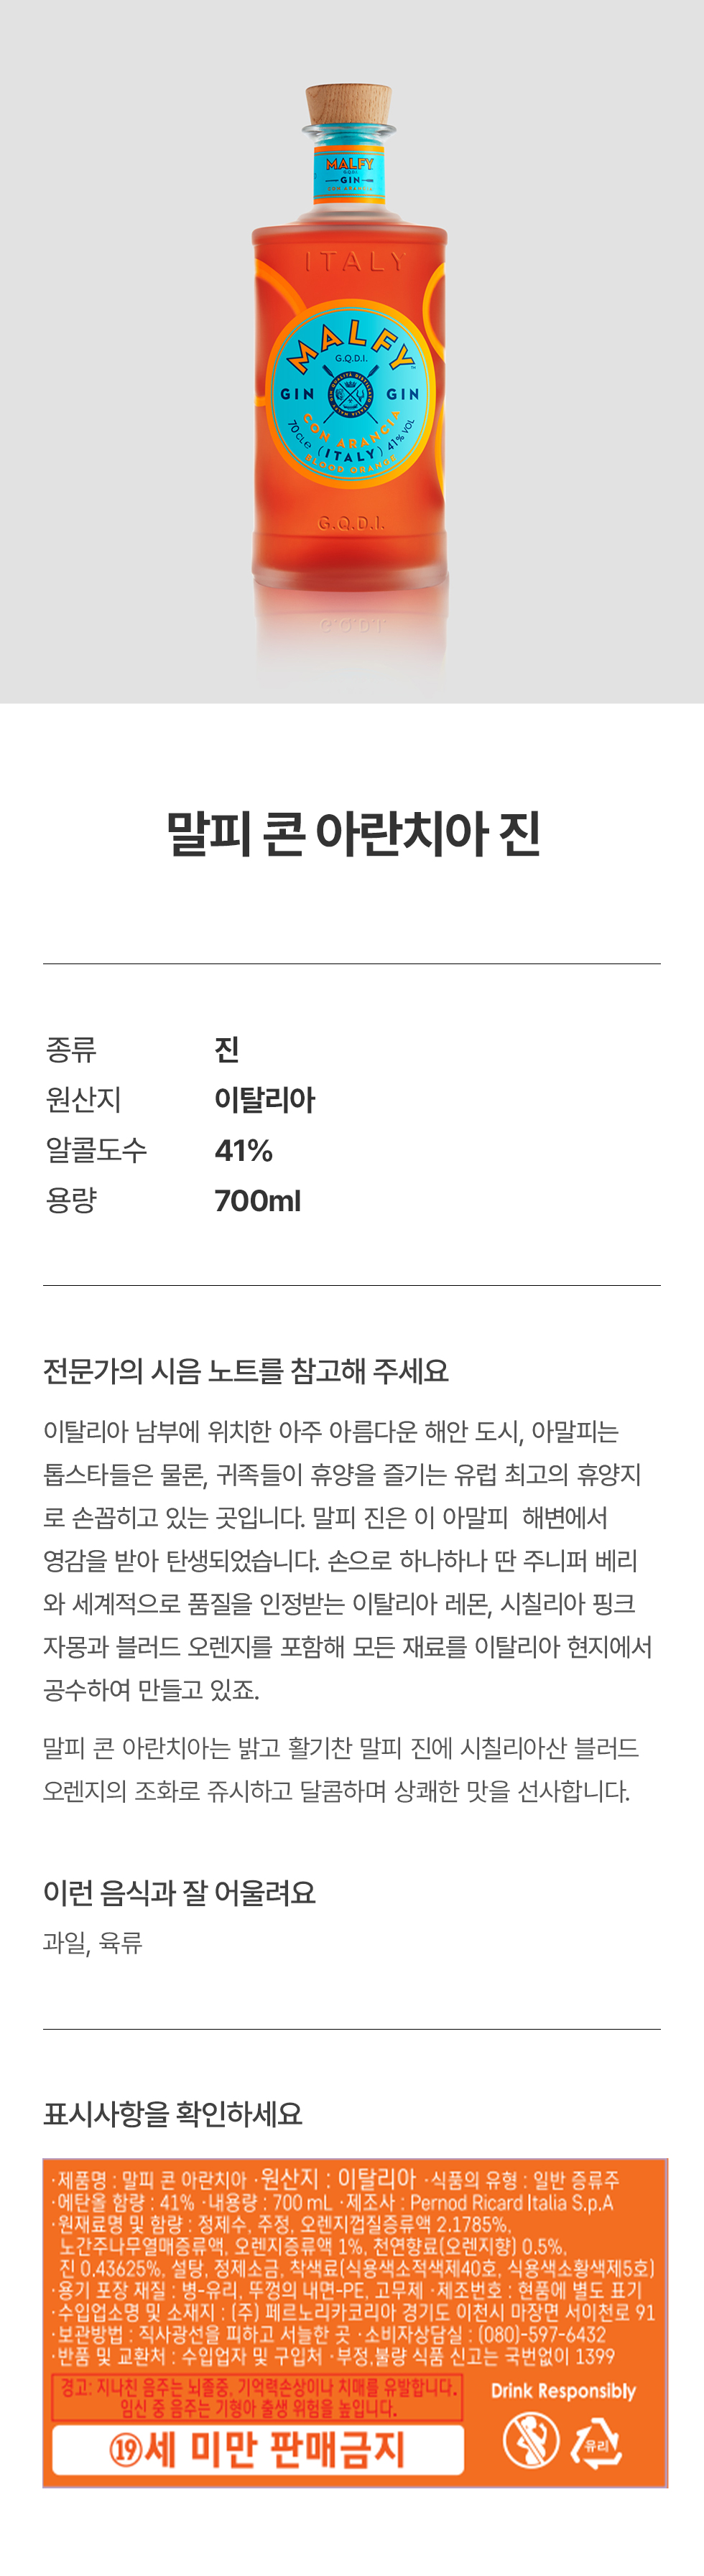 MALFY
G.Q.D.I.
GIN
CON ARANCIA
ITALY
MALFY
G.Q.D.I.
GIN GIN
CON ARANCIA
70CLe (ITALY) 41% VOL
BLOOD ORANGE
G.Q.D.I.
말피 콘 아란치아 진
종류 진
원산지 이탈리아
알콜도수 41%
용량 700ml
전문가의 시음 노트를 참고해 주세요
이탈리아 남부에 위치한 아주 아름다운 해안 도시, 아말피는
톱스타들은 물론, 귀족들이 휴양을 즐기는 유럽 최고의 휴양지
로 손꼽히고 있는 곳입니다. 말피 진은 이 아말피 해변에서
영감을 받아 탄생되었습니다. 손으로 하나하나 딴 주니퍼 베리
와 세계적으로 품질을 인정받는 이탈리아 레몬, 시칠리아 핑크
자몽과 블러드 오렌지를 포함해 모든 재료를 이탈리아 현지에서
공수하여 만들고 있죠.
말피 콘 아란치아는 밝고 활기찬 말피 진에 시칠리아산 블러드
오렌지의 조화로 쥬시하고 달콤하며 상쾌한 맛을 선사합니다.
이런 음식과 잘 어울려요
과일, 육류
표시사항을 확인하세요
·제품명 : 말피 콘 아란치아 ·원산지 : 이탈리아 ·식품의 유형 : 일반 증류주
·에탄올 함량 : 41% ·내용량 : 700 mL ·제조사 : Pernod Ricard Italia S.p.A
·원재료명 및 함량 : 정제수, 주정, 오렌지껍질증류액 2.1785%,
노간주나무열매증류액, 오렌지증류액 1%, 천연향료(오렌지향) 0.5%,
진 0.43625%, 설탕, 정제소금, 착색료(식용색소적색제40호, 식용색소황색제5호)
·용기 포장 재질 : 병-유리, 뚜껑의 내면-PE, 고무제 ·제조번호 : 현품에 별도 표기
·수입업소명 및 소재지 : (주) 페르노리카코리아 경기도 이천시 마장면 서이천로 91
·보관방법 : 직사광선을 피하고 서늘한 곳 ·소비자상담실 : (080)-597-6432
·반품 및 교환처 : 수입업자 및 구입처 ·부정,불량 식품 신고는 국번없이 1399
경고: 지나친 음주는 뇌졸중, 기억력손상이나 치매를 유발합니다.
임신 중 음주는 기형아 출생 위험을 높입니다.
Drink Responsibly
⑲세 미만 판매금지
유리